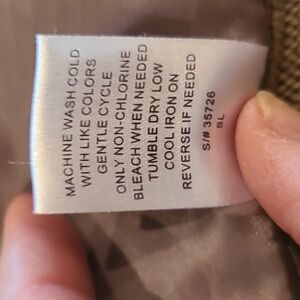 MACHINE WASH COLD
WITH LIKE COLORS
GENTLE CYCLE
ONLY NON-CHLORINE
BLEACH WHEN NEEDED
TUMBLE DRY LOW
COOL IRON ON
REVERSE IF NEEDED
S/# 35726
SL